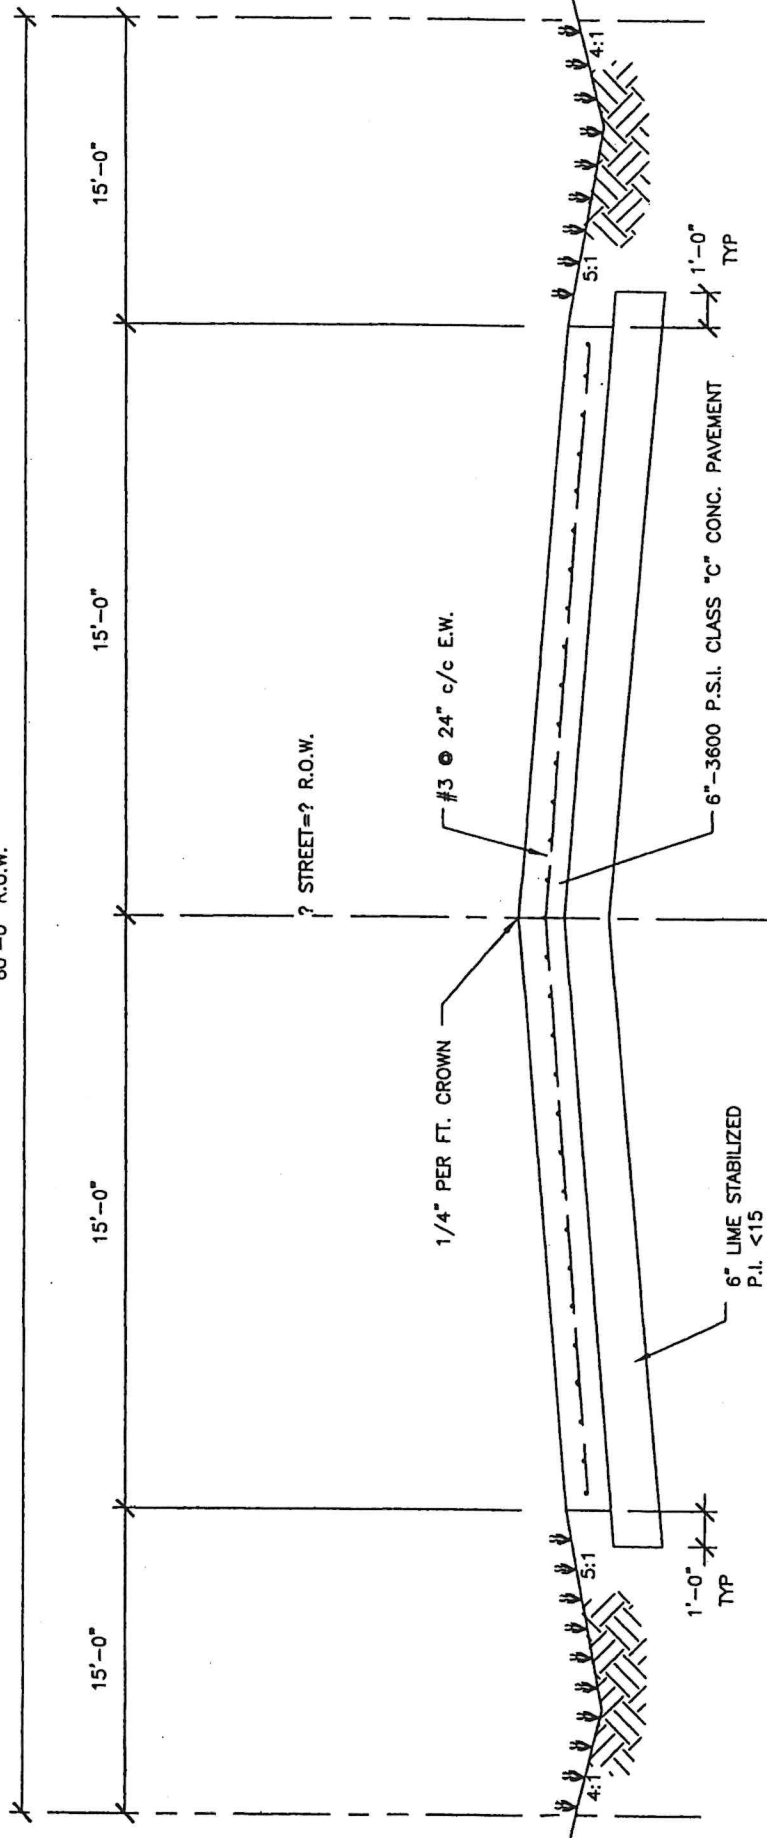 60'-0" R.O.W.
15'-0"
15'-0"
15'-0"
15'-0"
? STREET=? R.O.W.
1/4" PER FT. CROWN
#3 @ 24" c/c E.W.
4:1
5:1
5:1
4:1
1'-0"
TYP
6" LIME STABILIZED
P.I. <15
6"-3600 P.S.I. CLASS "C" CONC. PAVEMENT
1'-0"
TYP